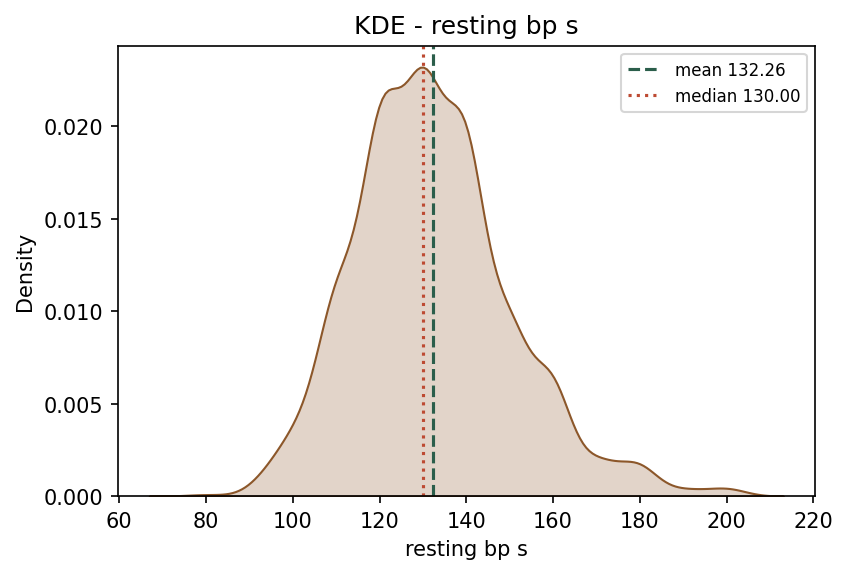 KDE - resting bp s
mean 132.26
median 130.00
Density
0.020
0.015
0.010
0.005
0.000
60 80 100 120 140 160 180 200 220
resting bp s